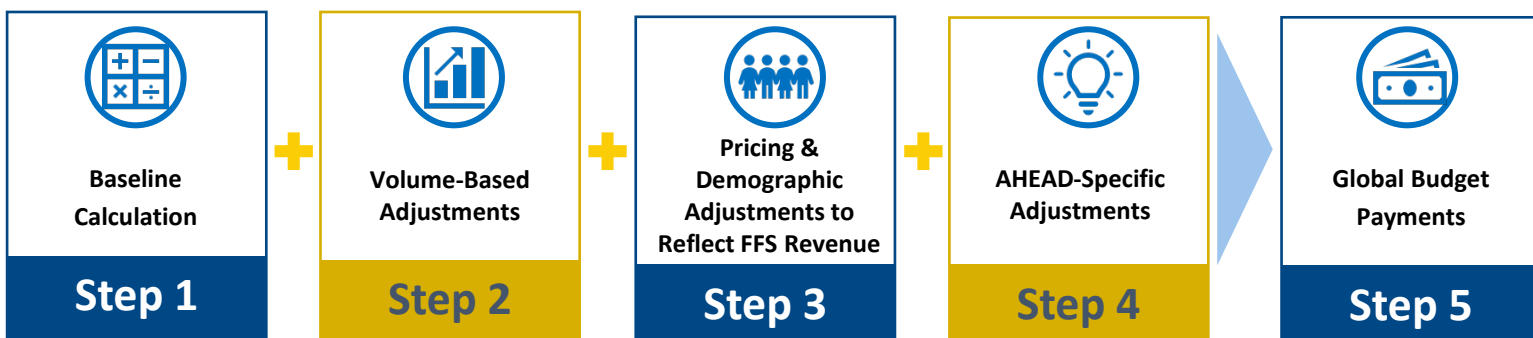 Baseline
Calculation
Step 1
Volume-Based
Adjustments
Step 2
Pricing &
Demographic
Adjustments to
Reflect FFS Revenue
Step 3
AHEAD-Specific
Adjustments
Step 4
Global Budget
Payments
Step 5